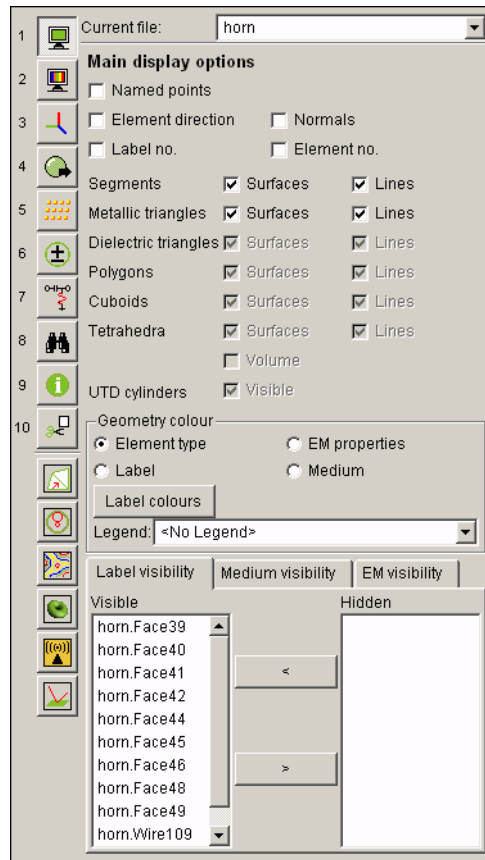 1
Current file:
horn
2
Main display options
Named points
3
Element direction
Normals
4
Label no.
Element no.
Segments
Surfaces
Lines
5
Metallic triangles
Surfaces
Lines
6
Dielectric triangles
Surfaces
Lines
Polygons
Surfaces
Lines
7
Cuboids
Surfaces
Lines
8
Tetrahedra
Surfaces
Lines
Volume
9
UTD cylinders
Visible
10
Geometry colour
Element type
EM properties
Label
Medium
Label colours
Legend:
<No Legend>
Label visibility
Medium visibility
EM visibility
Visible
Hidden
horn.Face39
horn.Face40
horn.Face41
horn.Face42
horn.Face44
horn.Face45
horn.Face46
horn.Face48
horn.Face49
horn.Wire109
<
>